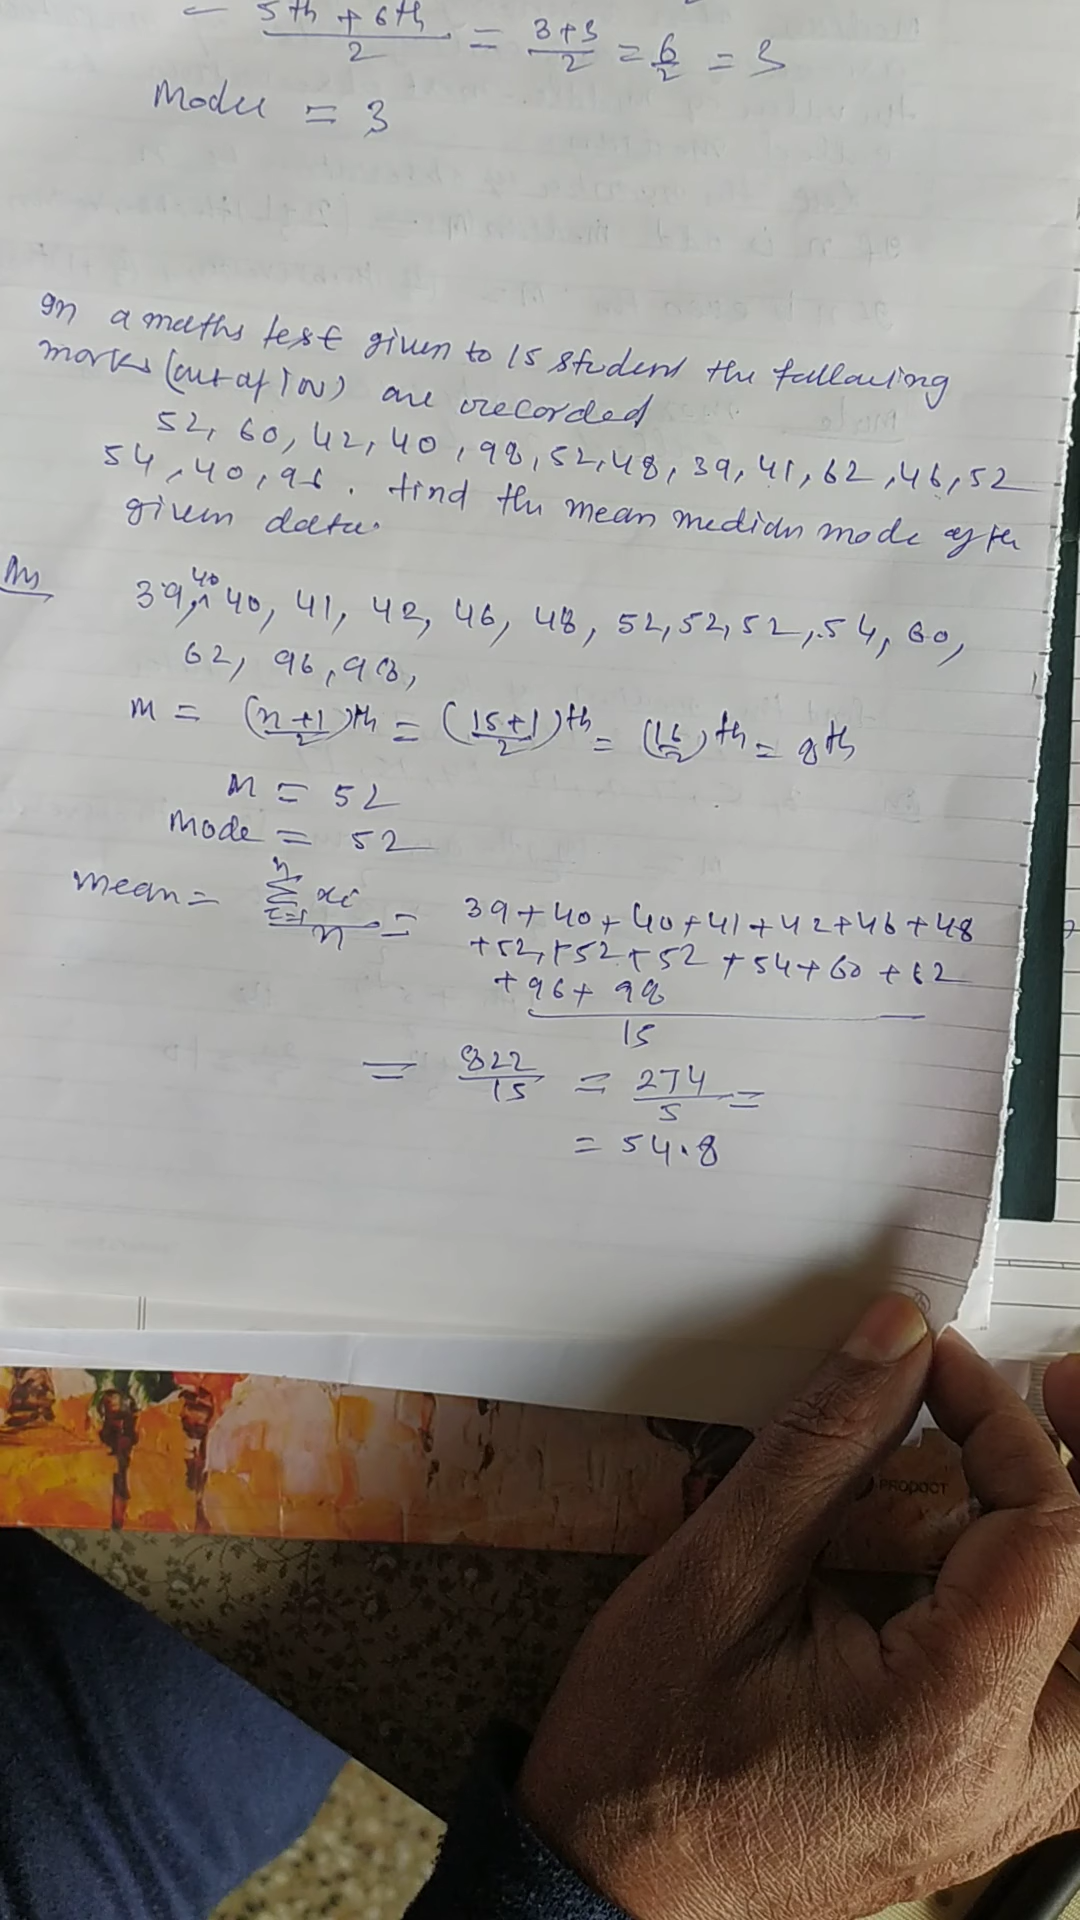 = 5th + 6th / 2 = 3+3 / 2 = 6/2 = 3
Mode = 3
In a maths test given to 15 student the following
marks (out of 100) are recorded
52, 60, 42, 40, 98, 52, 48, 39, 41, 62, 46, 52
54, 40, 96. find the mean median mode of the
given data.
Ans
39, 40, 40, 41, 42, 46, 48, 52, 52, 52, 54, 60,
62, 96, 98,
m = (n+1 / 2)th = (15+1 / 2)th = (16/2)th = 8th
M = 52
Mode = 52
mean = n Σ i=1 xi / n = 39 + 40 + 40 + 41 + 42 + 46 + 48
+ 52 + 52 + 52 + 54 + 60 + 62
+ 96 + 98
15
= 822/15 = 274/5 =
= 54.8
PRODUCT